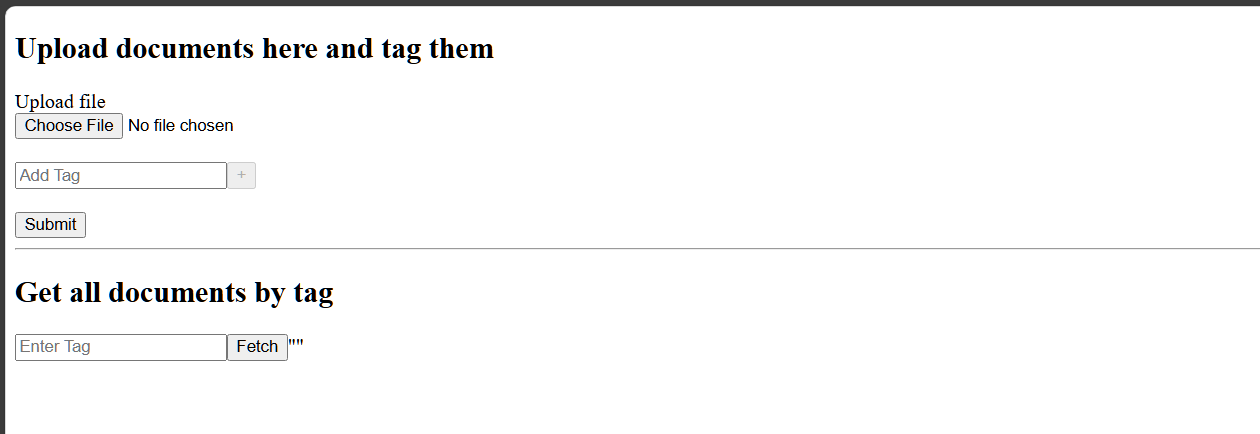 Upload documents here and tag them
Upload file
Choose File No file chosen
Add Tag +
Submit
Get all documents by tag
Enter Tag Fetch""